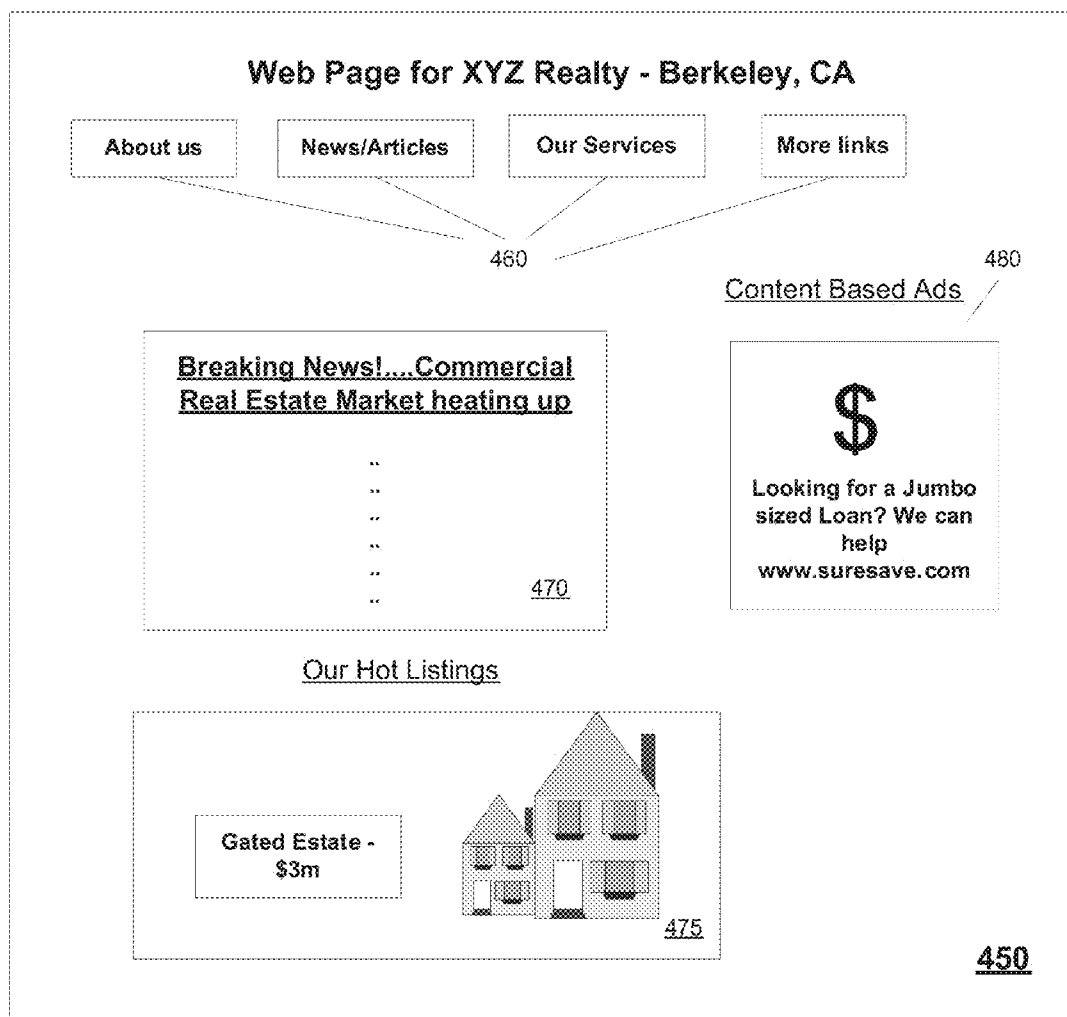 Web Page for XYZ Realty - Berkeley, CA
About us
News/Articles
Our Services
More links
460
480
Content Based Ads
Breaking News!....Commercial
Real Estate Market heating up
..
..
..
..
..
..
470
$
Looking for a Jumbo
sized Loan? We can
help
www.suresave.com
Our Hot Listings
Gated Estate -
$3m
475
450